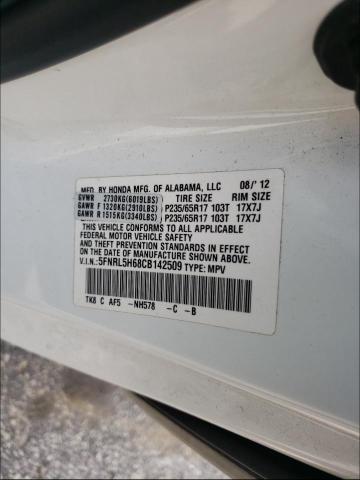 MFD. BY HONDA MFG. OF ALABAMA, LLC 08/'12
GVWR 2730KG(6019LBS) TIRE SIZE RIM SIZE
GAWR F 1320KG(2910LBS) P235/65R17 103T 17X7J
GAWR R 1515KG(3340LBS) P235/65R17 103T 17X7J
THIS VEHICLE CONFORMS TO ALL APPLICABLE
FEDERAL MOTOR VEHICLE SAFETY
AND THEFT PREVENTION STANDARDS IN EFFECT ON
THE DATE OF MANUFACTURE SHOWN ABOVE.
V.I.N.:5FNRL5H68CB142509 TYPE: MPV
TK8 C AF5 -NH578 -C -B